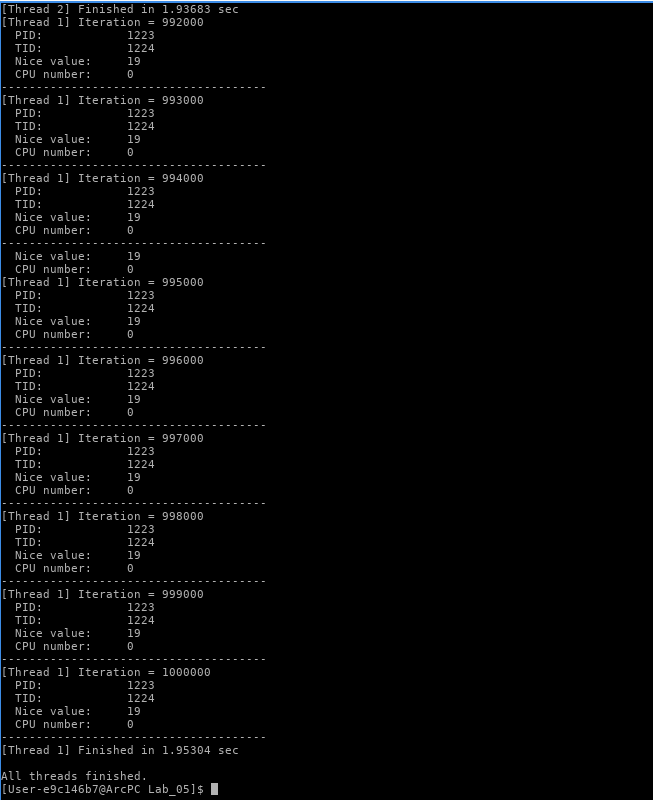 [Thread 2] Finished in 1.93683 sec
[Thread 1] Iteration = 992000
  PID:            1223
  TID:            1224
  Nice value:     19
  CPU number:     0
--------------------------------------
[Thread 1] Iteration = 993000
  PID:            1223
  TID:            1224
  Nice value:     19
  CPU number:     0
--------------------------------------
[Thread 1] Iteration = 994000
  PID:            1223
  TID:            1224
  Nice value:     19
  CPU number:     0
--------------------------------------
  Nice value:     19
  CPU number:     0
[Thread 1] Iteration = 995000
  PID:            1223
  TID:            1224
  Nice value:     19
  CPU number:     0
--------------------------------------
[Thread 1] Iteration = 996000
  PID:            1223
  TID:            1224
  Nice value:     19
  CPU number:     0
--------------------------------------
[Thread 1] Iteration = 997000
  PID:            1223
  TID:            1224
  Nice value:     19
  CPU number:     0
--------------------------------------
[Thread 1] Iteration = 998000
  PID:            1223
  TID:            1224
  Nice value:     19
  CPU number:     0
--------------------------------------
[Thread 1] Iteration = 999000
  PID:            1223
  TID:            1224
  Nice value:     19
  CPU number:     0
--------------------------------------
[Thread 1] Iteration = 1000000
  PID:            1223
  TID:            1224
  Nice value:     19
  CPU number:     0
--------------------------------------
[Thread 1] Finished in 1.95304 sec

All threads finished.
[User-e9c146b7@ArcPC Lab_05]$